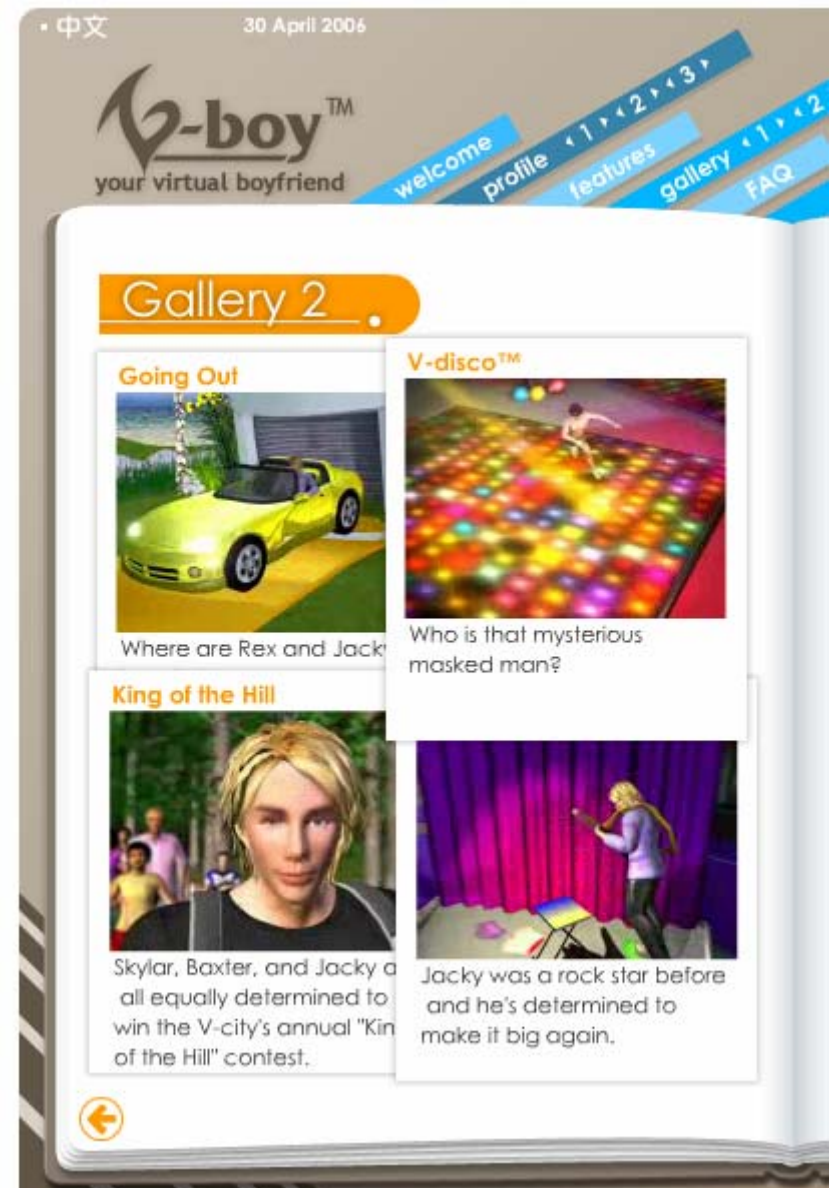 • 中文
30 April 2006
V-boy™
your virtual boyfriend
welcome
profile ‹ 1 › ‹ 2 › ‹ 3 ›
features
gallery ‹ 1 › ‹ 2
FAQ
Gallery 2
Going Out
Where are Rex and Jacky
V-disco™
Who is that mysterious
masked man?
King of the Hill
Skylar, Baxter, and Jacky a
all equally determined to
win the V-city's annual "Kin
of the Hill" contest.
Jacky was a rock star before
and he's determined to
make it big again.